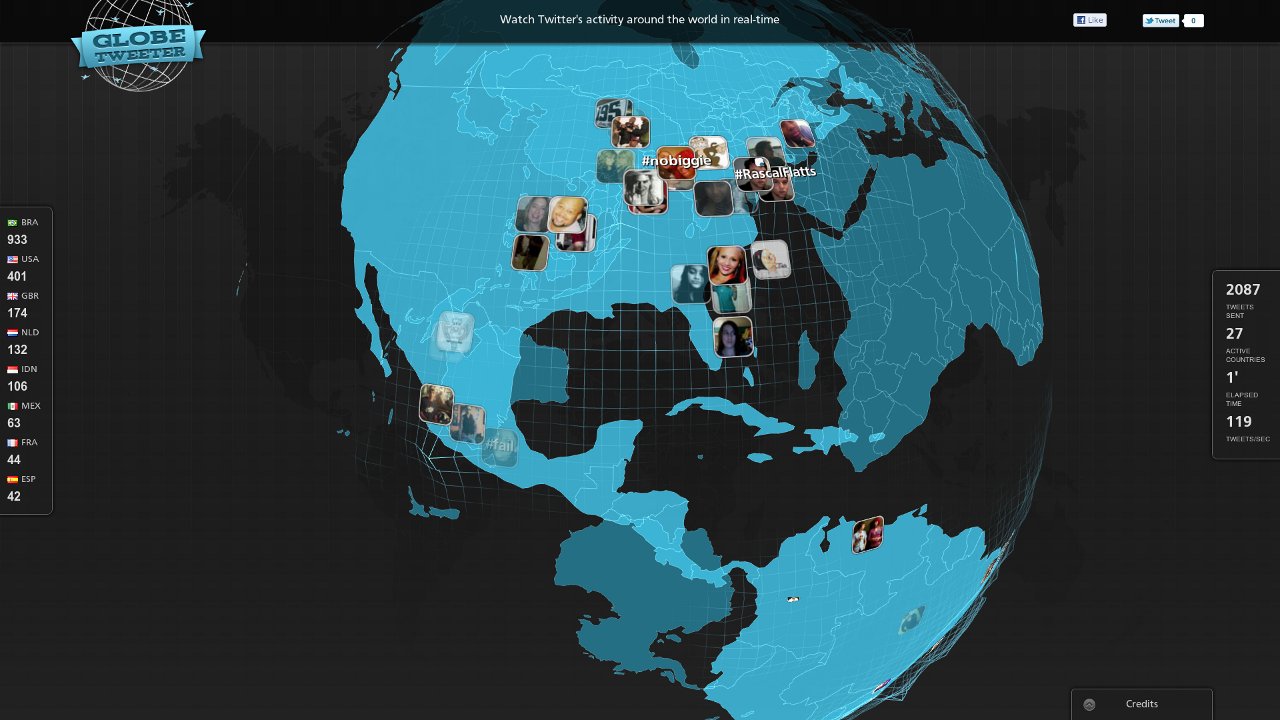 GLOBE
TWEETER
Watch Twitter's activity around the world in real-time
Like
Tweet
0
BRA
933
USA
401
GBR
174
NLD
132
IDN
106
MEX
63
FRA
44
ESP
42
95
#nobiggie
#RascalFlatts
#fail
2087
TWEETS
SENT
27
ACTIVE
COUNTRIES
1'
ELAPSED
TIME
119
TWEETS/SEC
Credits